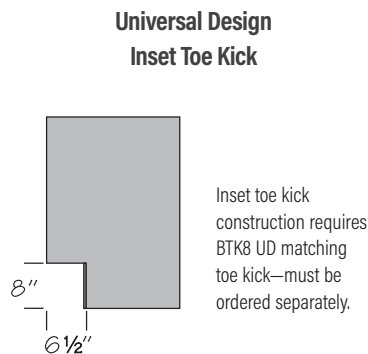 Universal Design
Inset Toe Kick
Inset toe kick
construction requires
BTK8 UD matching
toe kick—must be
ordered separately.
8"
6½"